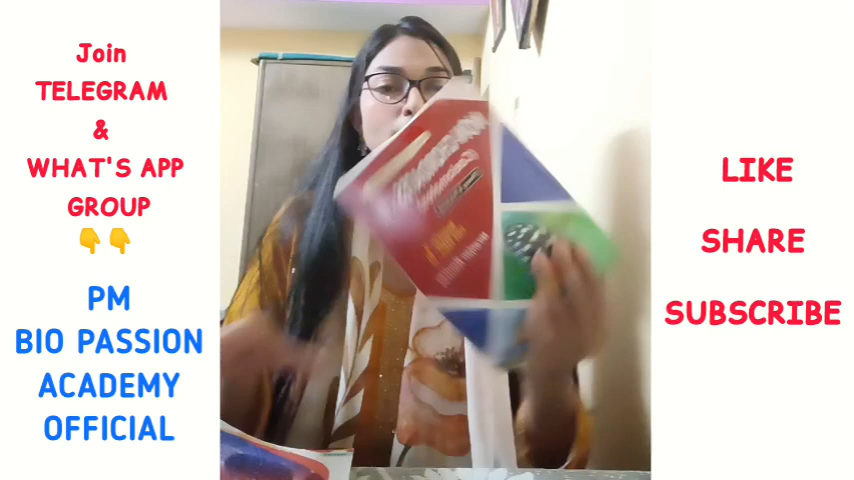 Join
TELEGRAM
&
WHAT'S APP
GROUP
👇👇
PM
BIO PASSION
ACADEMY
OFFICIAL
LIKE
SHARE
SUBSCRIBE